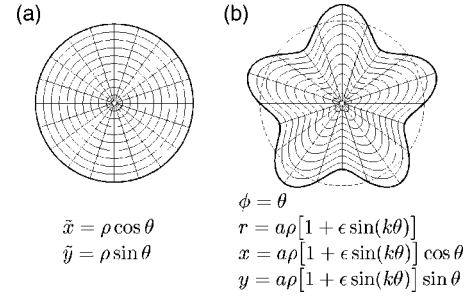 (a)
(b)
x̃ = ρ cos θ
ỹ = ρ sin θ
ϕ = θ
r = aρ[1 + ϵ sin(kθ)]
x = aρ[1 + ϵ sin(kθ)] cos θ
y = aρ[1 + ϵ sin(kθ)] sin θ